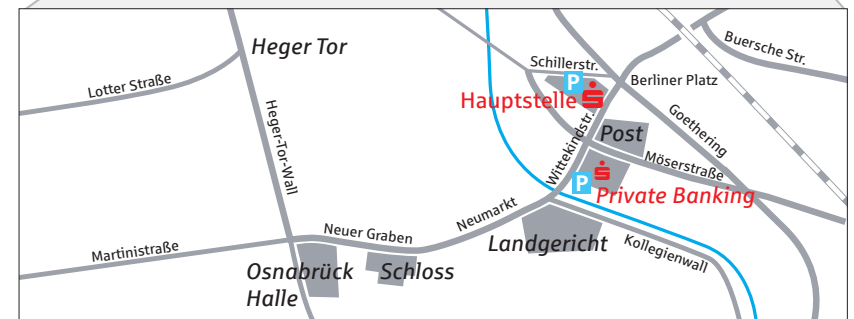 Heger Tor
Buersche Str.
Schillerstr.
Lotter Straße
P
Berliner Platz
Hauptstelle
Heger-Tor-Wall
Goethering
Wittekindstr.
Post
Möserstraße
P
Private Banking
Neumarkt
Neuer Graben
Martinistraße
Landgericht
Kollegienwall
Osnabrück
Halle
Schloss